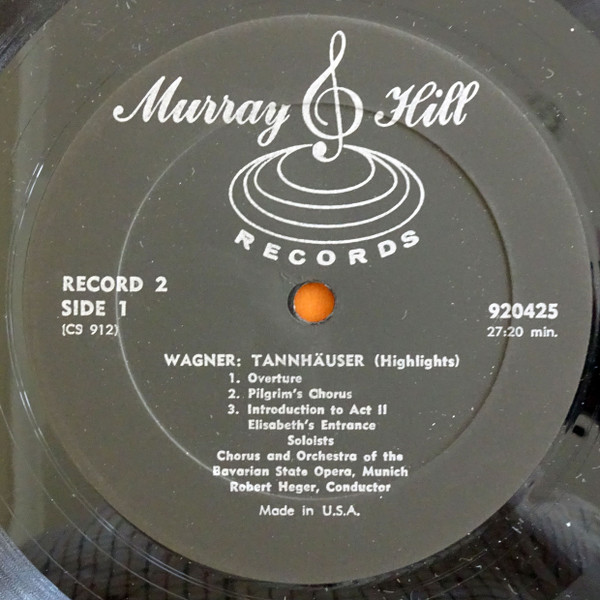 Murray Hill
RECORDS
RECORD 2
SIDE 1
(CS 912)
920425
27:20 min.
WAGNER: TANNHÄUSER (Highlights)
1. Overture
2. Pilgrim's Chorus
3. Introduction to Act II
Elisabeth's Entrance
Soloists
Chorus and Orchestra of the
Bavarian State Opera, Munich
Robert Heger, Conductor
Made in U.S.A.